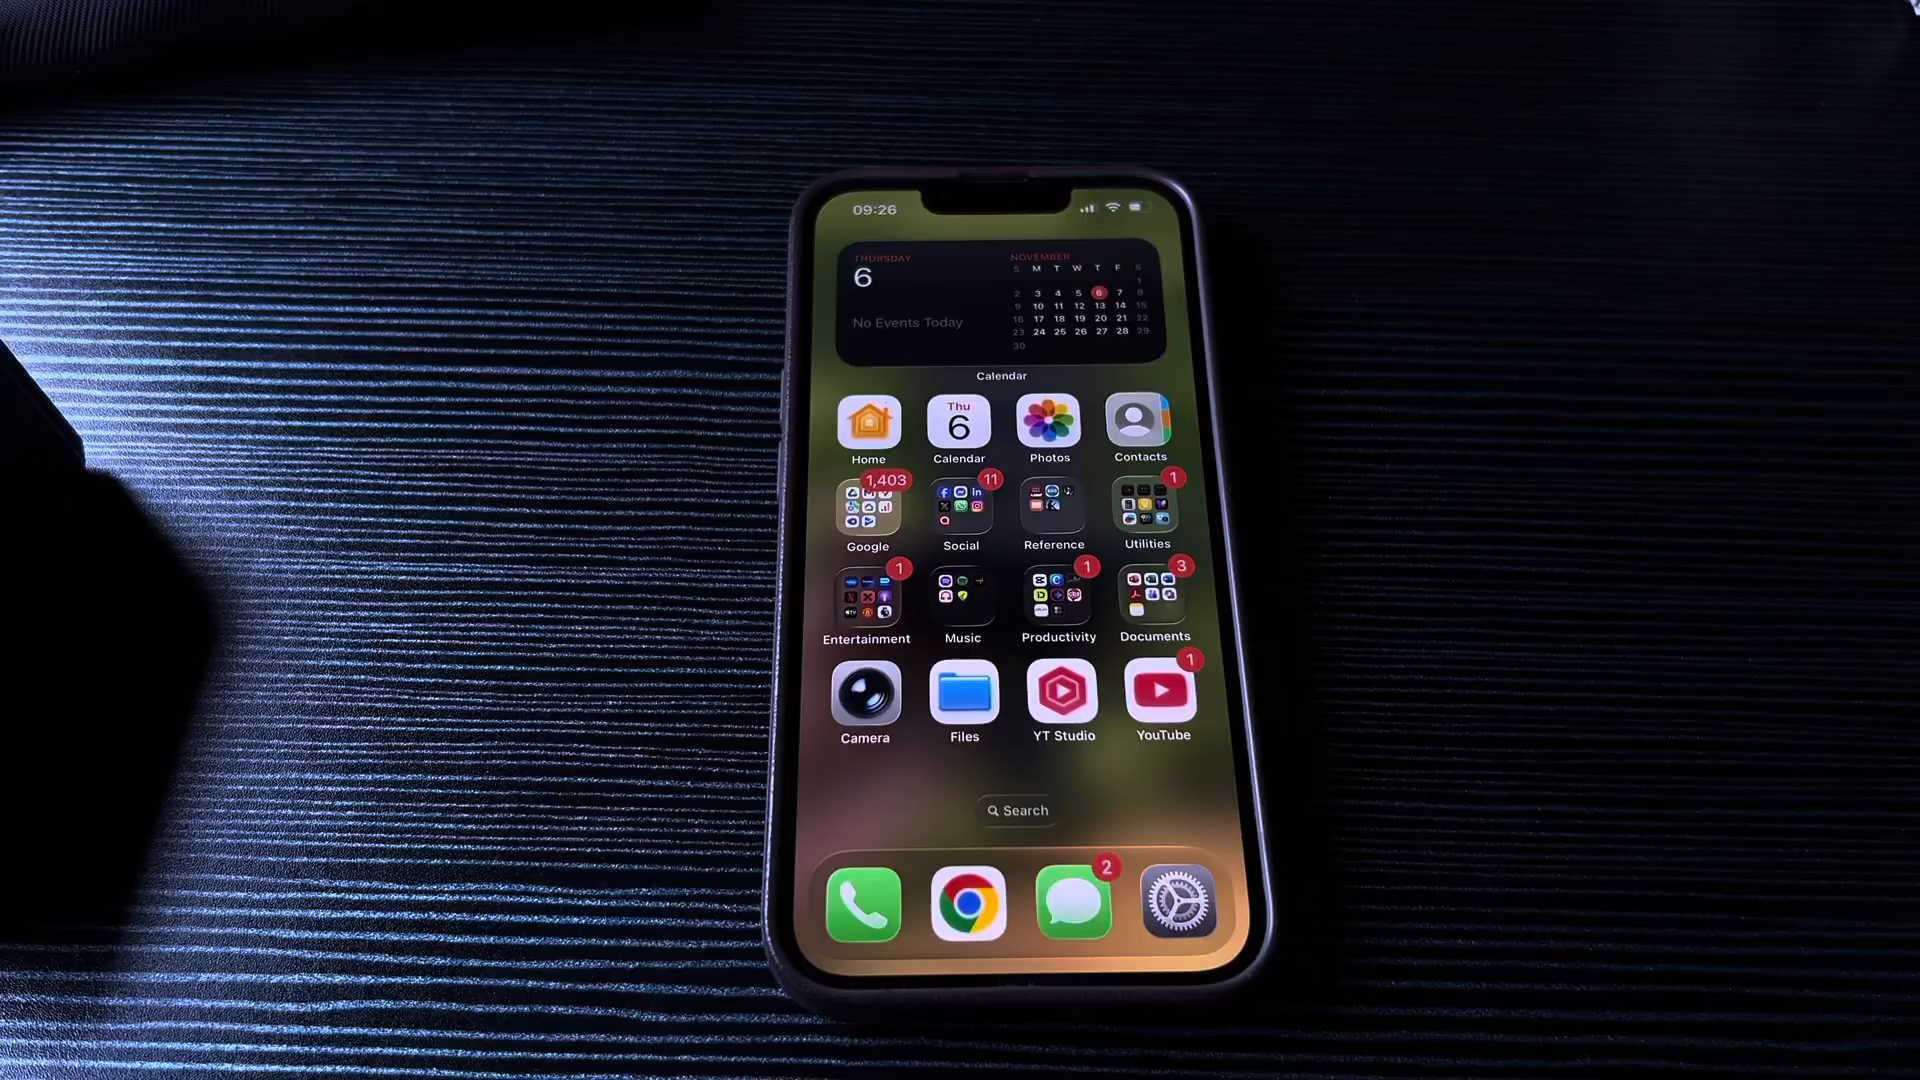 09:26
THURSDAY
6
No Events Today
NOVEMBER
S M T W T F S
1
2 3 4 5 6 7 8
9 10 11 12 13 14 15
16 17 18 19 20 21 22
23 24 25 26 27 28 29
30
Calendar
Thu
6
Home Calendar Photos Contacts
1,403 11 1
in
Google Social Reference Utilities
1 1 3
Entertainment Music Productivity Documents
1
Camera Files YT Studio YouTube
Search
2